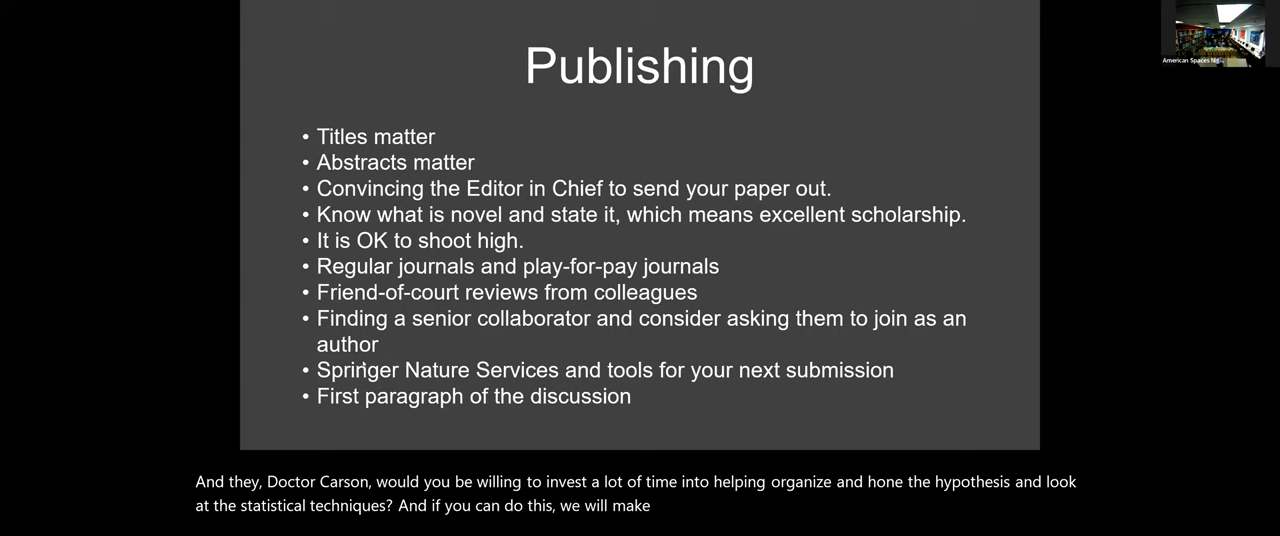 Publishing
American Spaces Nig...
• Titles matter
• Abstracts matter
• Convincing the Editor in Chief to send your paper out.
• Know what is novel and state it, which means excellent scholarship.
• It is OK to shoot high.
• Regular journals and play-for-pay journals
• Friend-of-court reviews from colleagues
• Finding a senior collaborator and consider asking them to join as an
author
• Springer Nature Services and tools for your next submission
• First paragraph of the discussion
And they, Doctor Carson, would you be willing to invest a lot of time into helping organize and hone the hypothesis and look
at the statistical techniques? And if you can do this, we will make